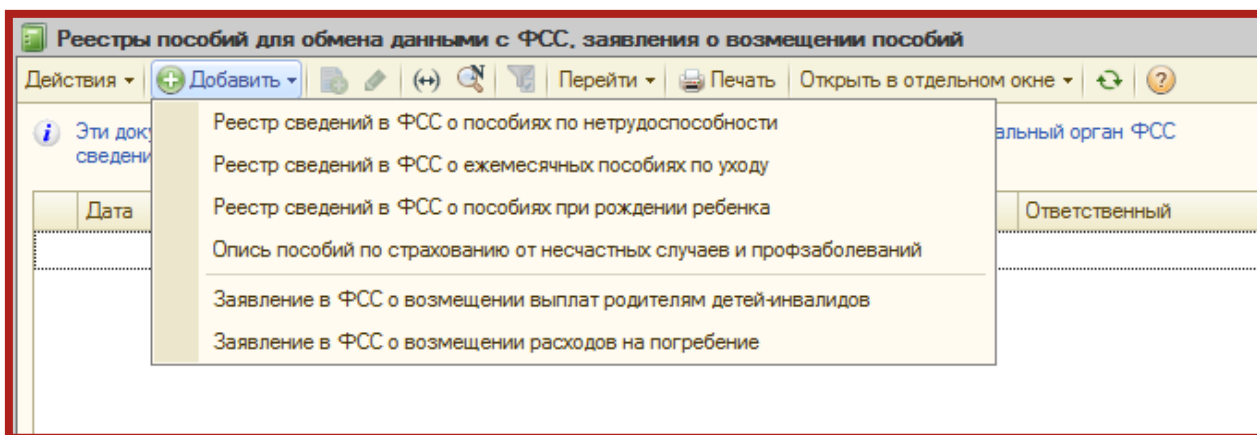 Реестры пособий для обмена данными с ФСС, заявления о возмещении пособий
Действия Добавить Перейти Печать Открыть в отдельном окне
Эти альный орган ФСС
Реестр сведений в ФСС о пособиях по нетрудоспособности
Реестр сведений в ФСС о ежемесячных пособиях по уходу
Дата Реестр сведений в ФСС о пособиях при рождении ребенка Ответственный
Опись пособий по страхованию от несчастных случаев и профзаболеваний
Заявление в ФСС о возмещении выплат родителям детей-инвалидов
Заявление в ФСС о возмещении расходов на погребение